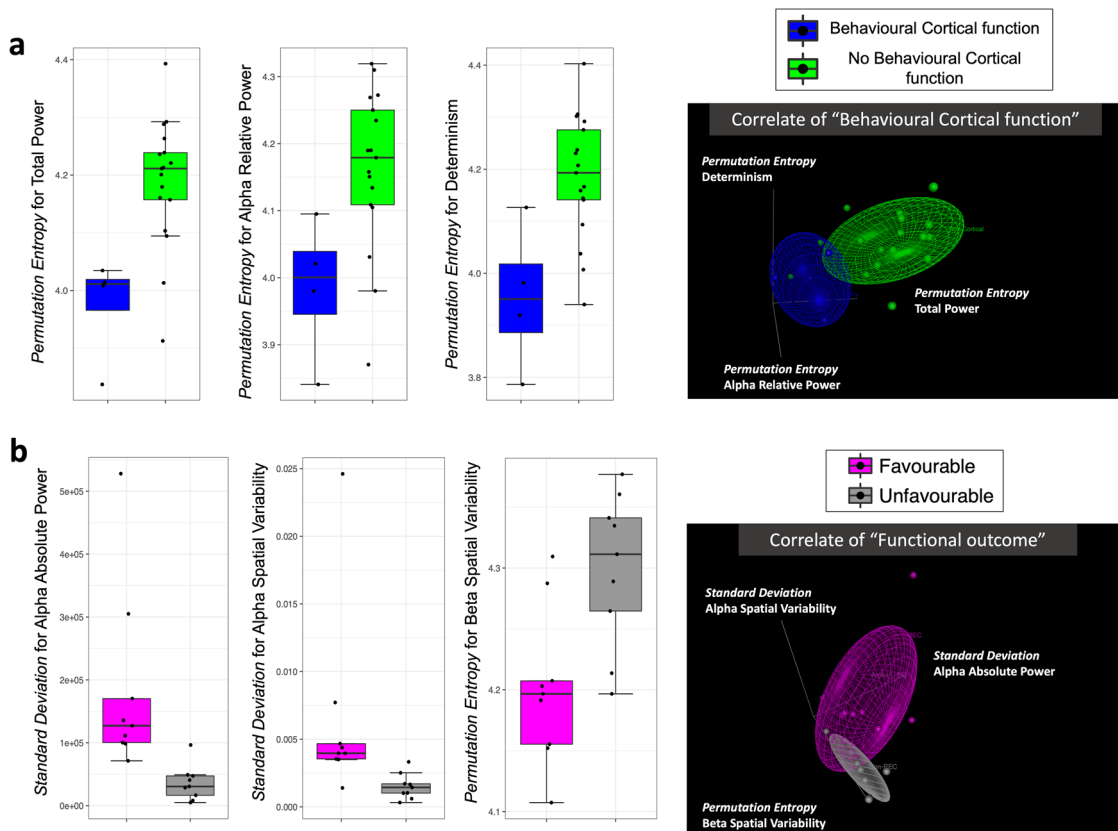 a
Permutation Entropy for Total Power
4.4
4.2
4.0
Permutation Entropy for Alpha Relative Power
4.3
4.2
4.1
4.0
3.9
Permutation Entropy for Determinism
4.4
4.2
4.0
3.8
Behavioural Cortical function
No Behavioural Cortical
function
Correlate of “Behavioural Cortical function”
Permutation Entropy
Determinism
Cortical
Permutation Entropy
Total Power
Permutation Entropy
Alpha Relative Power
b
Standard Deviation for Alpha Absolute Power
5e+05
4e+05
3e+05
2e+05
1e+05
0e+00
Standard Deviation for Alpha Spatial Variability
0.025
0.020
0.015
0.010
0.005
0.000
Permutation Entropy for Beta Spatial Variability
4.3
4.2
4.1
Favourable
Unfavourable
Correlate of “Functional outcome”
Standard Deviation
Alpha Spatial Variability
Standard Deviation
Alpha Absolute Power
Permutation Entropy
Beta Spatial Variability